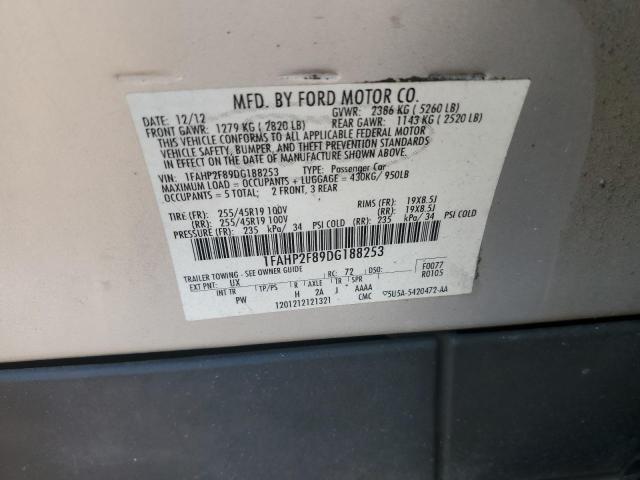 MFD. BY FORD MOTOR CO.
DATE: 12/12 GVWR: 2386 KG ( 5260 LB)
FRONT GAWR: 1279 KG ( 2820 LB) REAR GAWR: 1143 KG ( 2520 LB)
THIS VEHICLE CONFORMS TO ALL APPLICABLE FEDERAL MOTOR
VEHICLE SAFETY, BUMPER, AND THEFT PREVENTION STANDARDS
IN EFFECT ON THE DATE OF MANUFACTURE SHOWN ABOVE.
VIN: 1FAHP2F89DG188253 TYPE: Passenger Car
MAXIMUM LOAD = OCCUPANTS + LUGGAGE = 430KG/ 950LB
OCCUPANTS = 5 TOTAL: 2 FRONT, 3 REAR
TIRE (FR): 255/45R19 100V RIMS (FR): 19X8.5J
(RR): 255/45R19 100V (RR): 19X8.5J
PRESSURE (FR): 235 kPa/ 34 PSI COLD (RR): 235 kPa/ 34 PSI COLD
1FAHP2F89DG188253
TRAILER TOWING - SEE OWNER GUIDE F0077
EXT PNT: UX RC: 72 DSO: R0105
INT TR TP/PS R AXLE TR SPR
PW H 2A J AAAA
1201212121321 CMC 5U5A-5420472-AA